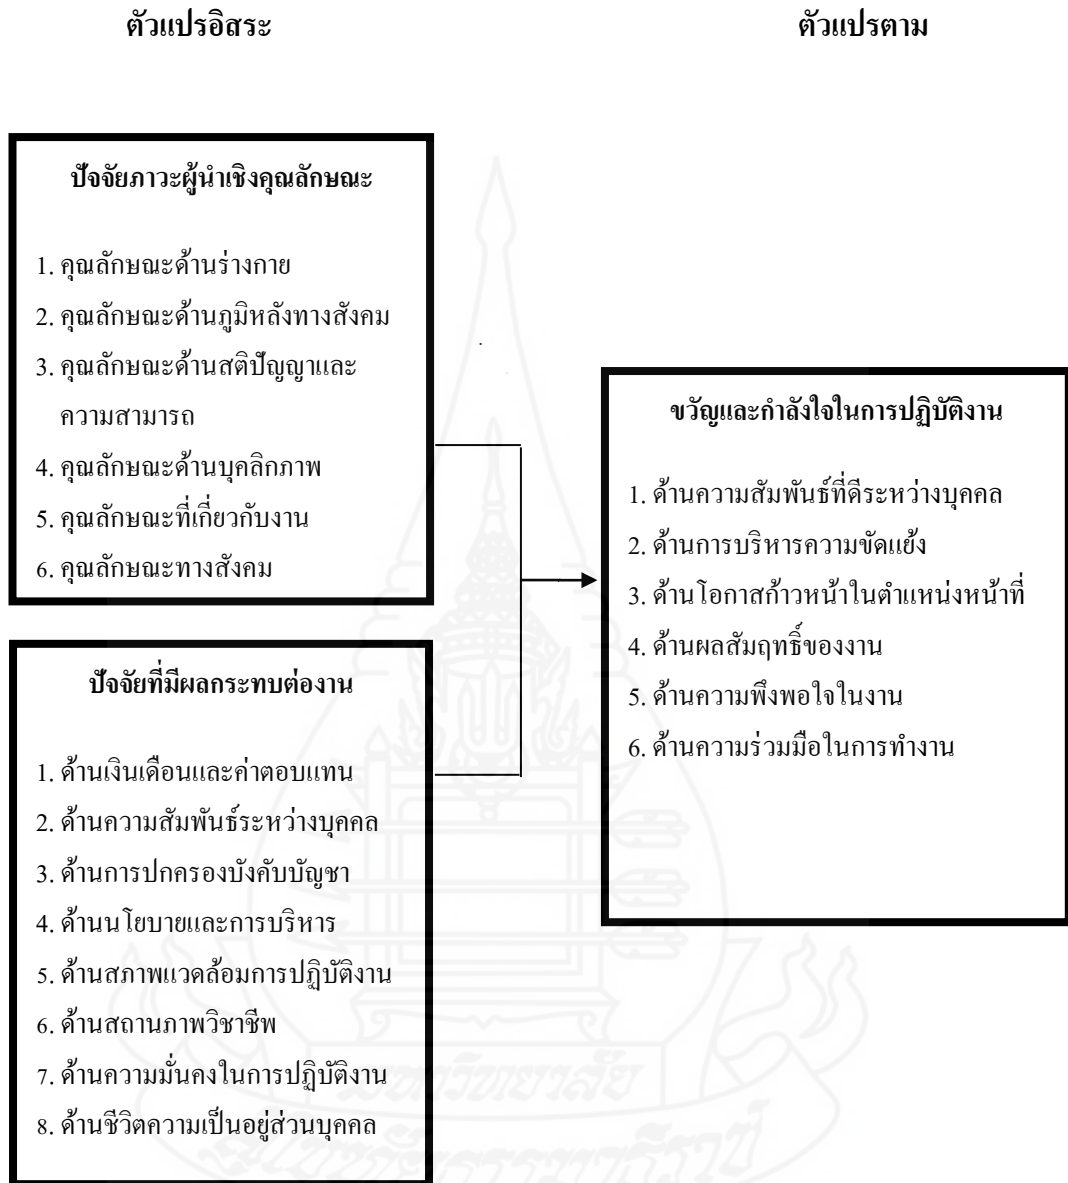 ตัวแปรอิสระ
ตัวแปรตาม
ปัจจัยภาวะผู้นำเชิงคุณลักษณะ
1. คุณลักษณะด้านร่างกาย
2. คุณลักษณะด้านภูมิหลังทางสังคม
3. คุณลักษณะด้านสติปัญญาและ
ความสามารถ
4. คุณลักษณะด้านบุคลิกภาพ
5. คุณลักษณะที่เกี่ยวกับงาน
6. คุณลักษณะทางสังคม
ปัจจัยที่มีผลกระทบต่องาน
1. ด้านเงินเดือนและค่าตอบแทน
2. ด้านความสัมพันธ์ระหว่างบุคคล
3. ด้านการปกครองบังคับบัญชา
4. ด้านนโยบายและการบริหาร
5. ด้านสภาพแวดล้อมการปฏิบัติงาน
6. ด้านสถานภาพวิชาชีพ
7. ด้านความมั่นคงในการปฏิบัติงาน
8. ด้านชีวิตความเป็นอยู่ส่วนบุคคล
ขวัญและกำลังใจในการปฏิบัติงาน
1. ด้านความสัมพันธ์ที่ดีระหว่างบุคคล
2. ด้านการบริหารความขัดแย้ง
3. ด้านโอกาสก้าวหน้าในตำแหน่งหน้าที่
4. ด้านผลสัมฤทธิ์ของงาน
5. ด้านความพึงพอใจในงาน
6. ด้านความร่วมมือในการทำงาน
มหาวิทยาลัย
สุโขทัยธรรมาธิราช